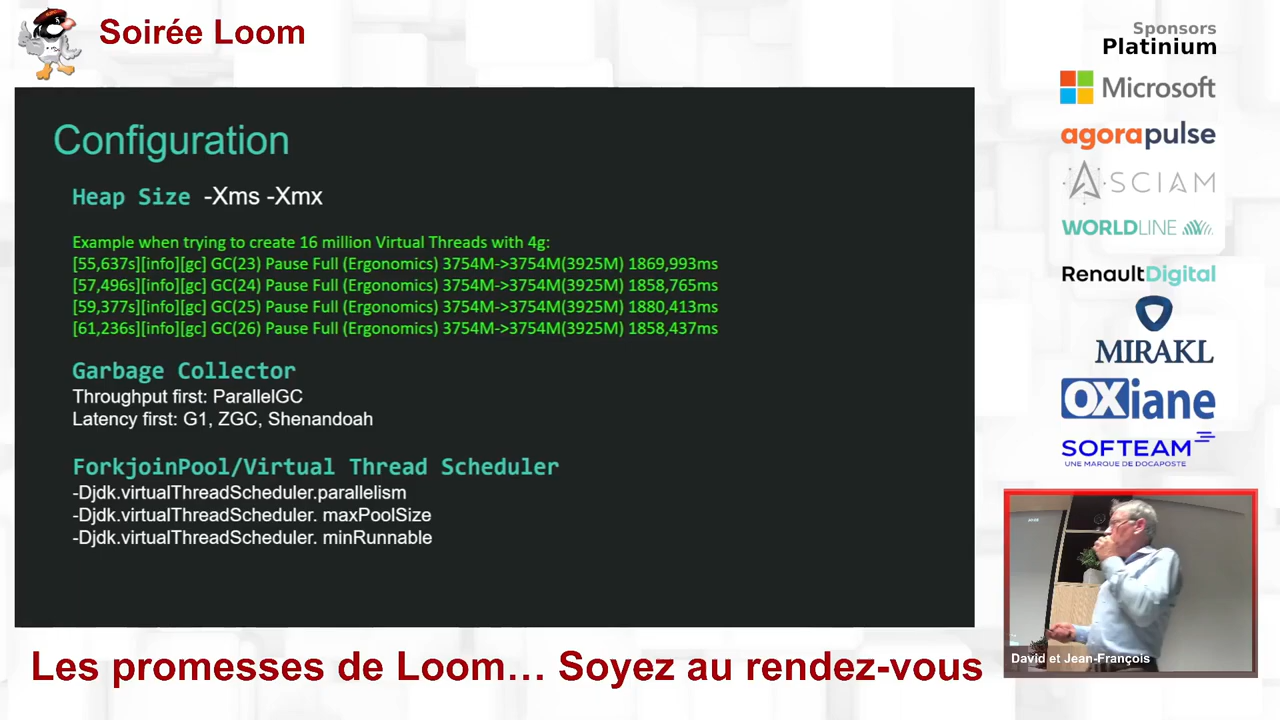 Soirée Loom
Sponsors
Platinium
Microsoft
agorapulse
ASCIAM
WORLDLINE
RenaultDigital
MIRAKL
OXiane
SOFTEAM
UNE MARQUE DE DOCAPOSTE
Configuration
Heap Size -Xms -Xmx
Example when trying to create 16 million Virtual Threads with 4g:
[55,637s][info][gc] GC(23) Pause Full (Ergonomics) 3754M->3754M(3925M) 1869,993ms
[57,496s][info][gc] GC(24) Pause Full (Ergonomics) 3754M->3754M(3925M) 1858,765ms
[59,377s][info][gc] GC(25) Pause Full (Ergonomics) 3754M->3754M(3925M) 1880,413ms
[61,236s][info][gc] GC(26) Pause Full (Ergonomics) 3754M->3754M(3925M) 1858,437ms
Garbage Collector
Throughput first: ParallelGC
Latency first: G1, ZGC, Shenandoah
ForkjoinPool/Virtual Thread Scheduler
-Djdk.virtualThreadScheduler.parallelism
-Djdk.virtualThreadScheduler. maxPoolSize
-Djdk.virtualThreadScheduler. minRunnable
David et Jean-François
Les promesses de Loom… Soyez au rendez-vous